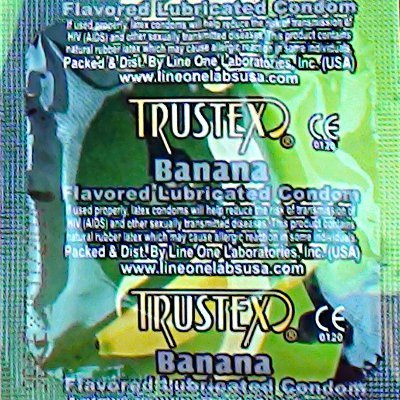 Flavored Lubricated Condom
If used properly, latex condoms will help reduce the risk of transmission of
HIV (AIDS) and other sexually transmitted diseases. This product contains
natural rubber latex which may cause allergic reaction in some individuals.
Packed & Dist. By Line One Laboratories, Inc. (USA)
www.lineonelabsusa.com
TRUSTEX® CE
0120
Banana
Flavored Lubricated Condom
If used properly, latex condoms will help reduce the risk of transmission of
HIV (AIDS) and other sexually transmitted diseases. This product contains
natural rubber latex which may cause allergic reaction in some individuals.
Packed & Dist. By Line One Laboratories, Inc. (USA)
www.lineonelabsusa.com
TRUSTEX® CE
0120
Banana
Flavored Lubricated Condom